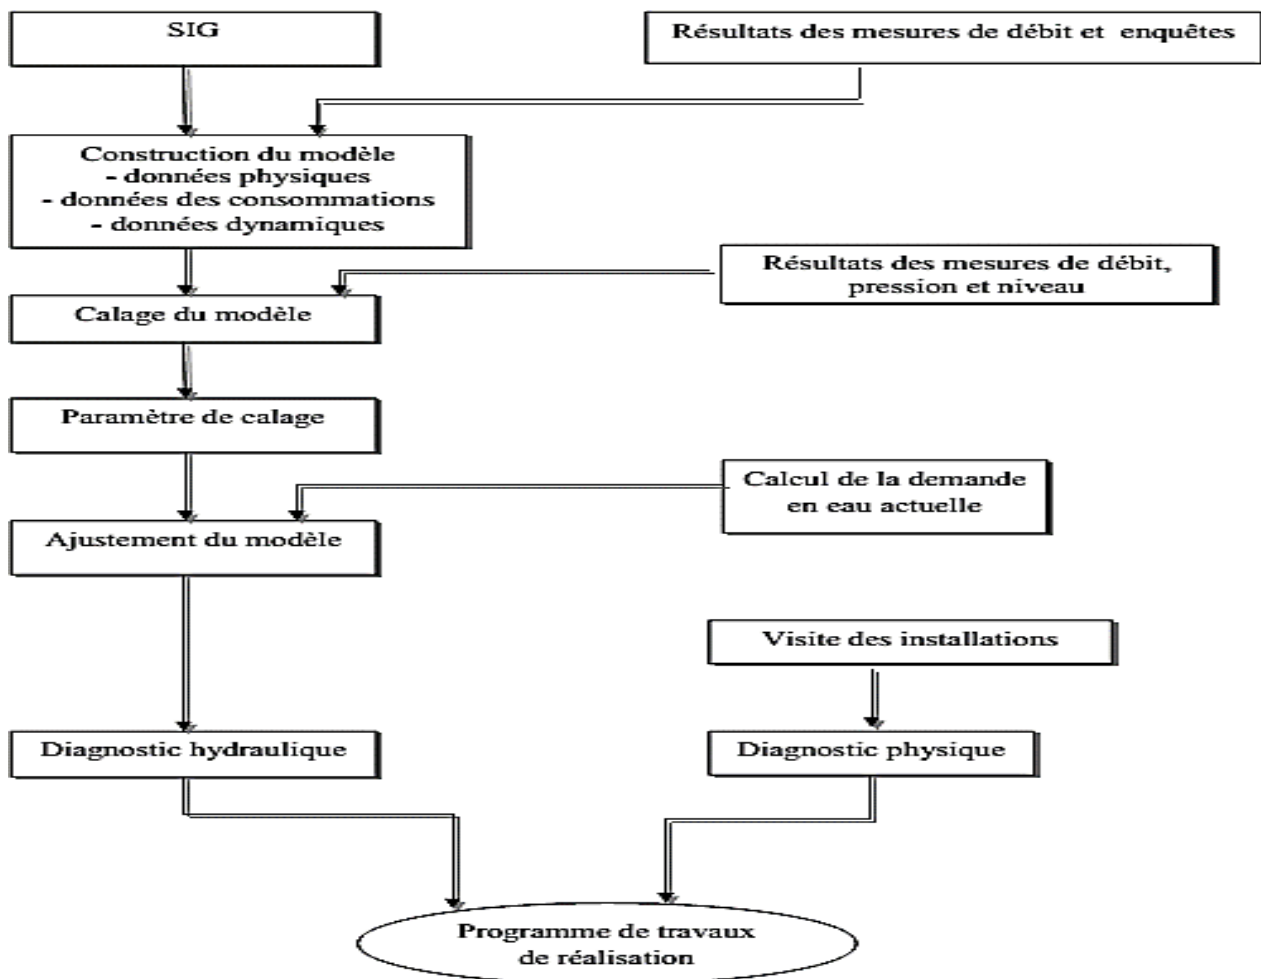 SIG
Résultats des mesures de débit et enquêtes
Construction du modèle
- données physiques
- données des consommations
- données dynamiques
Résultats des mesures de débit,
pression et niveau
Calage du modèle
Paramètre de calage
Calcul de la demande
en eau actuelle
Ajustement du modèle
Visite des installations
Diagnostic hydraulique
Diagnostic physique
Programme de travaux
de réalisation